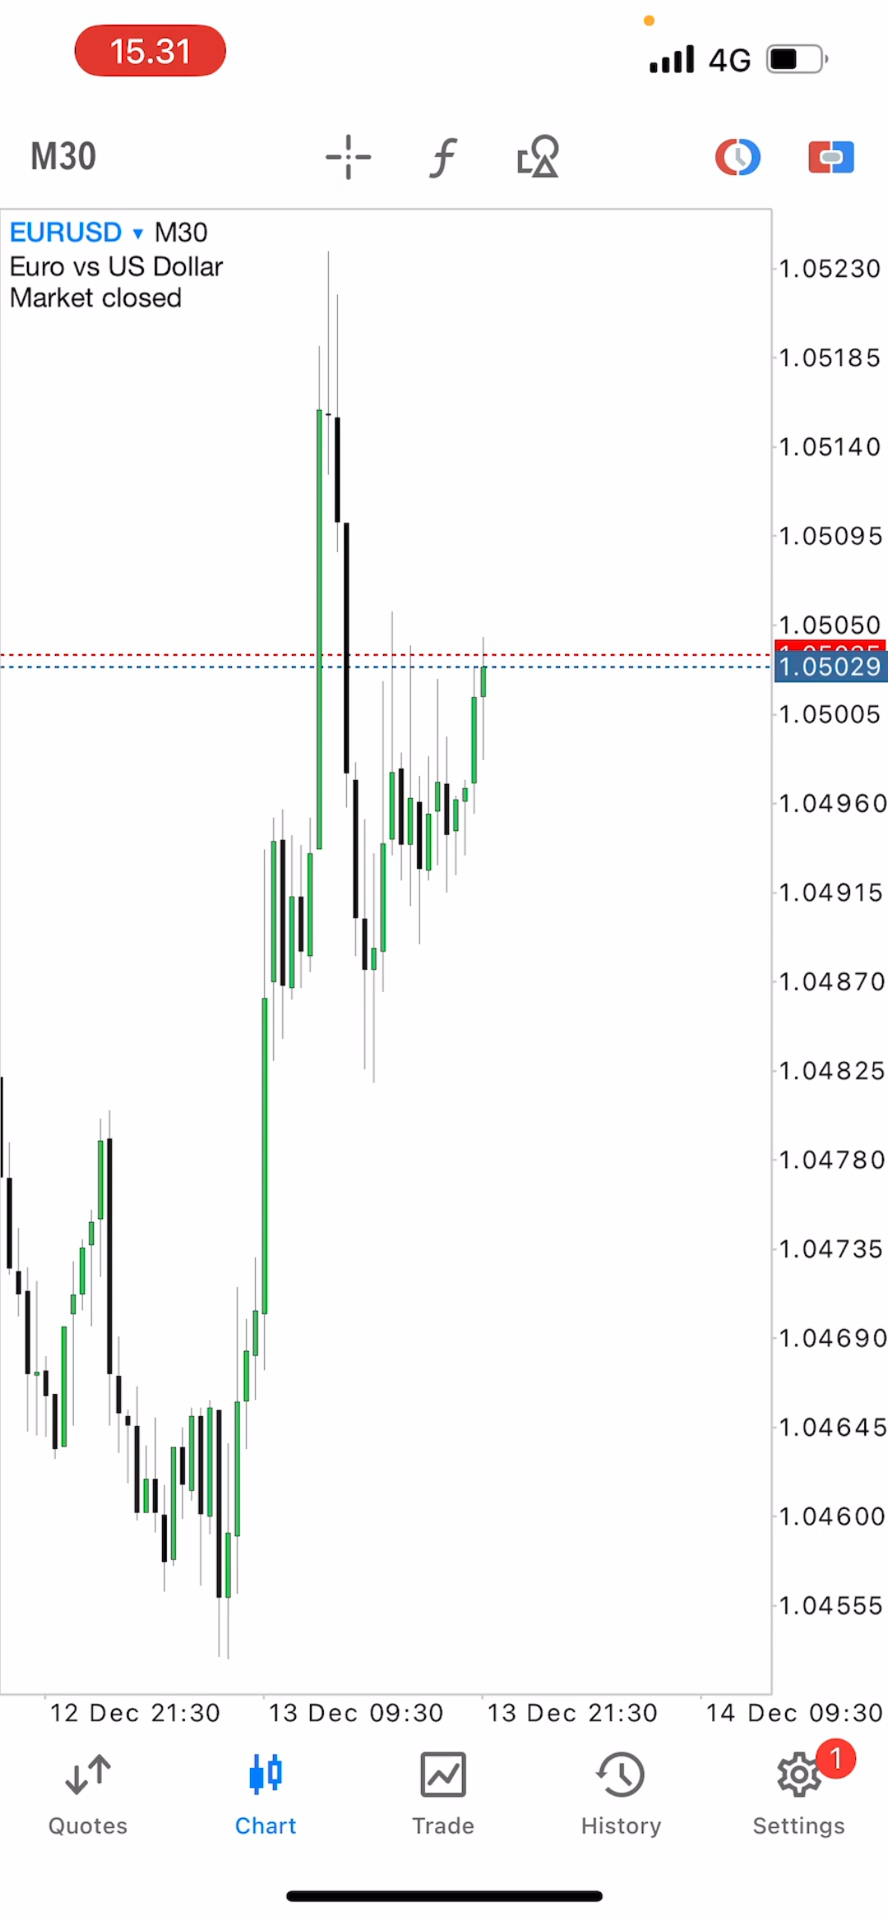 15.31
4G
M30
f
EURUSD ▼ M30
Euro vs US Dollar
Market closed
1.05230
1.05185
1.05140
1.05095
1.05050
1.05029
1.05005
1.04960
1.04915
1.04870
1.04825
1.04780
1.04735
1.04690
1.04645
1.04600
1.04555
12 Dec 21:30 13 Dec 09:30 13 Dec 21:30 14 Dec 09:30
1
Quotes Chart Trade History Settings